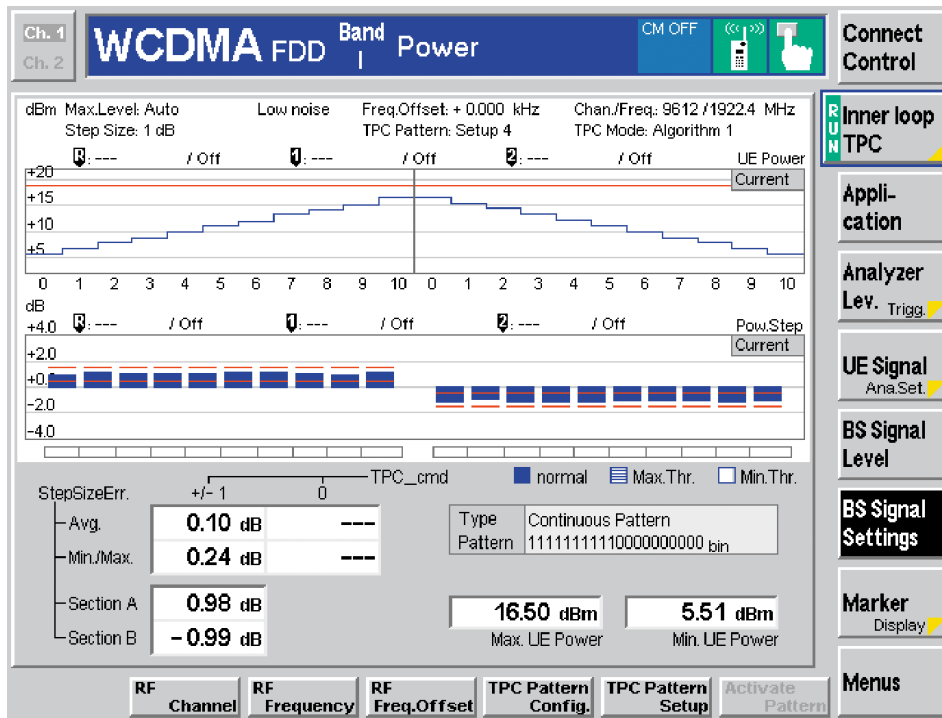 Ch. 1
Ch. 2
WCDMA FDD Band I Power
CM OFF
Connect Control
dBm Max.Level: Auto Low noise Freq.Offset: + 0.000 kHz Chan./Freq.: 9612 / 1922.4 MHz
Step Size: 1 dB TPC Pattern: Setup 4 TPC Mode: Algorithm 1
R: --- / Off 1: --- / Off 2: --- / Off UE Power
Current
+20
+15
+10
+5
0 1 2 3 4 5 6 7 8 9 10 0 1 2 3 4 5 6 7 8 9 10
dB
+4.0 R: --- / Off 1: --- / Off 2: --- / Off Pow.Step
Current
+2.0
+0.
-2.0
-4.0
TPC_cmd normal Max.Thr. Min.Thr.
StepSizeErr. +/- 1 0
Avg. 0.10 dB ---
Min./Max. 0.24 dB ---
Type Continuous Pattern
Pattern 11111111110000000000 bin
Section A 0.98 dB
Section B - 0.99 dB
16.50 dBm
Max. UE Power
5.51 dBm
Min. UE Power
RUN
Inner loop TPC
Appli-
cation
Analyzer
Lev. Trigg.
UE Signal
Ana.Set.
BS Signal
Level
BS Signal
Settings
Marker
Display
Menus
RF Channel
RF Frequency
RF Freq.Offset
TPC Pattern Config.
TPC Pattern Setup
Activate Pattern